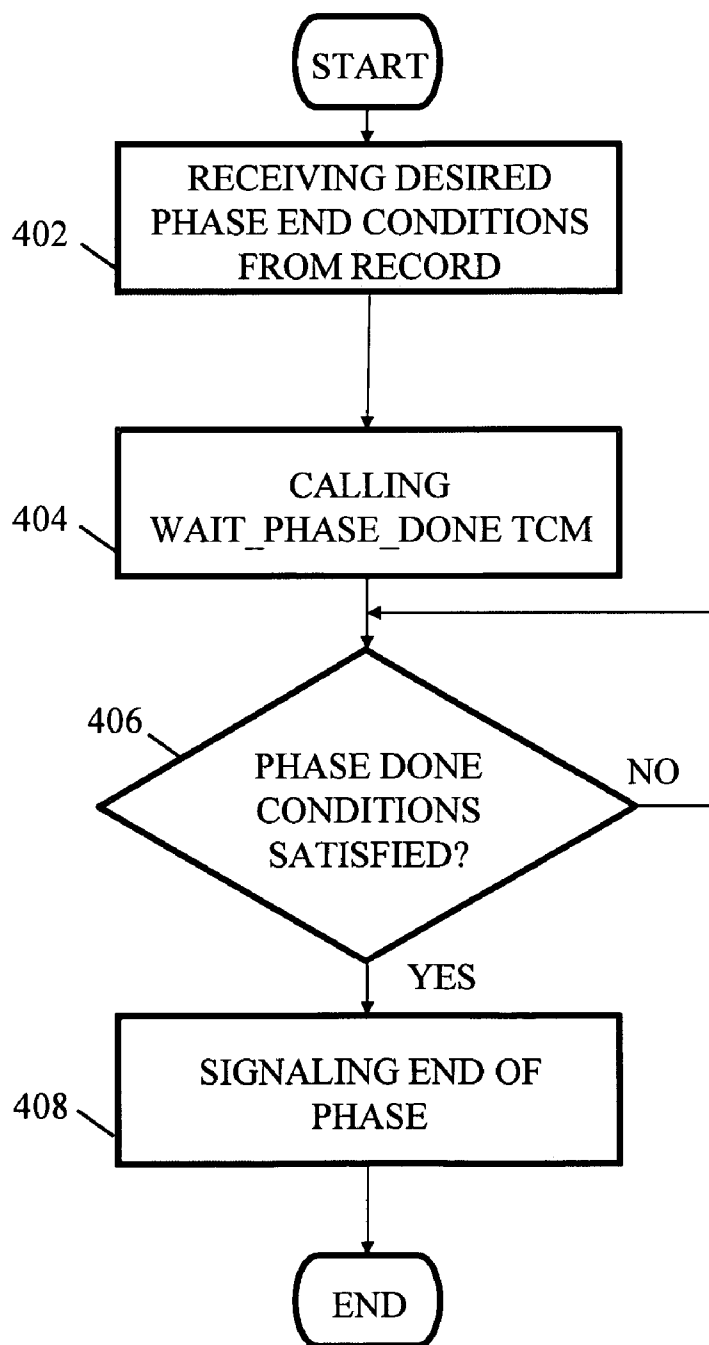 START
RECEIVING DESIRED
PHASE END CONDITIONS
FROM RECORD
402
CALLING
WAIT_PHASE_DONE TCM
404
406
PHASE DONE
CONDITIONS
SATISFIED?
NO
YES
SIGNALING END OF
PHASE
408
END